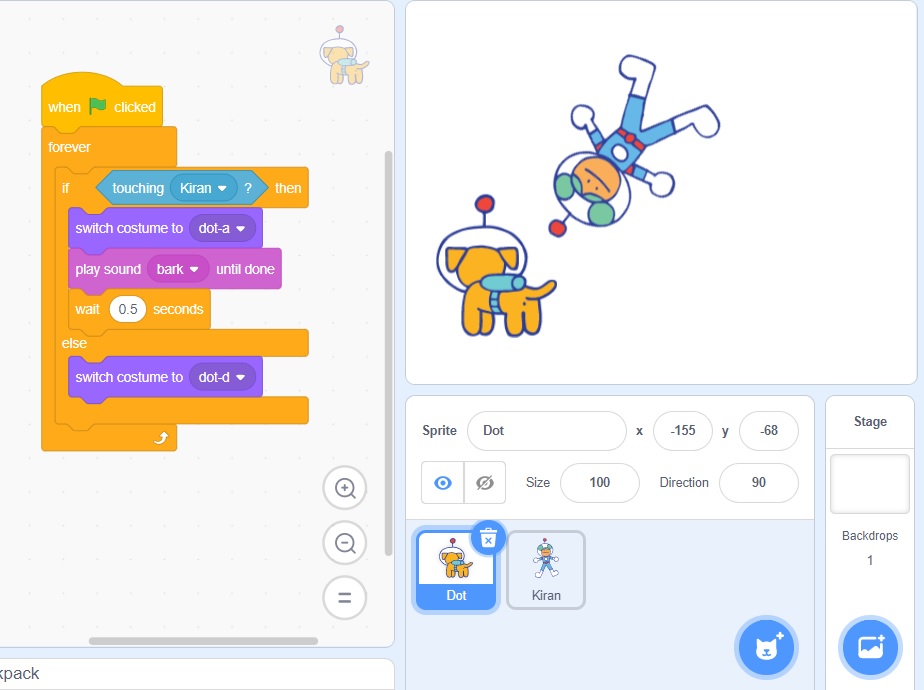 when clicked
forever
if touching Kiran ? then
switch costume to dot-a
play sound bark until done
wait 0.5 seconds
else
switch costume to dot-d
kpack
Sprite Dot x -155 y -68
Size 100 Direction 90
Dot
Kiran
Stage
Backdrops
1